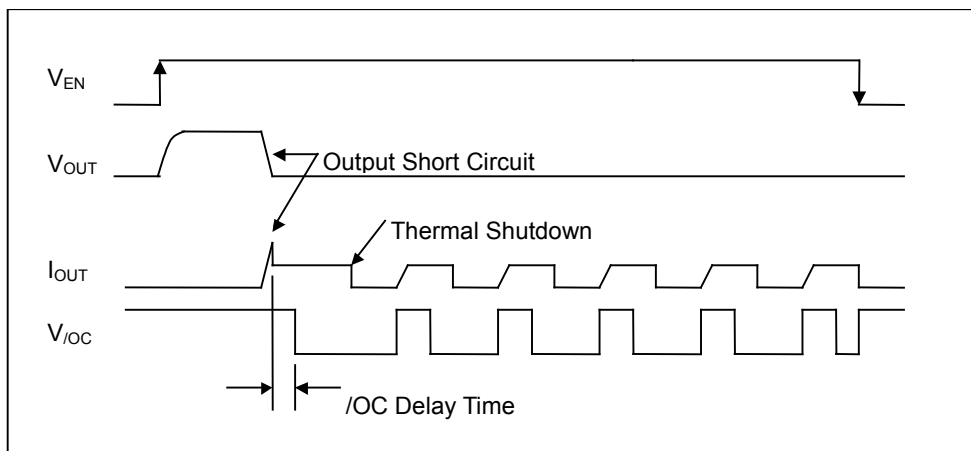 VEN
VOUT
Output Short Circuit
Thermal Shutdown
IOUT
V/OC
/OC Delay Time